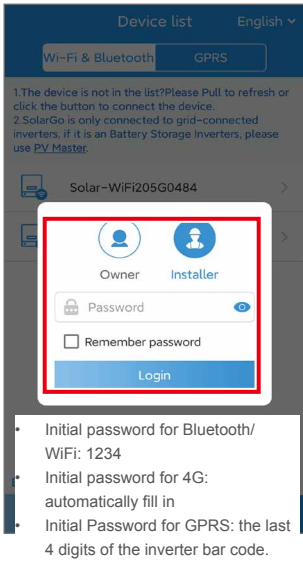 Device list English
Wi-Fi & Bluetooth GPRS
1.The device is not in the list?Please Pull to refresh or
click the button to connect the device.
2.SolarGo is only connected to grid-connected
inverters, if it is an Battery Storage Inverters, please
use PV Master.
Solar-WiFi205G0484
Owner Installer
Password
Remember password
Login
• Initial password for Bluetooth/
WiFi: 1234
• Initial password for 4G:
automatically fill in
• Initial Password for GPRS: the last
4 digits of the inverter bar code.